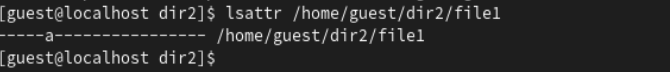 [guest@localhost dir2]$ lsattr /home/guest/dir2/file1
-----a---------------- /home/guest/dir2/file1
[guest@localhost dir2]$